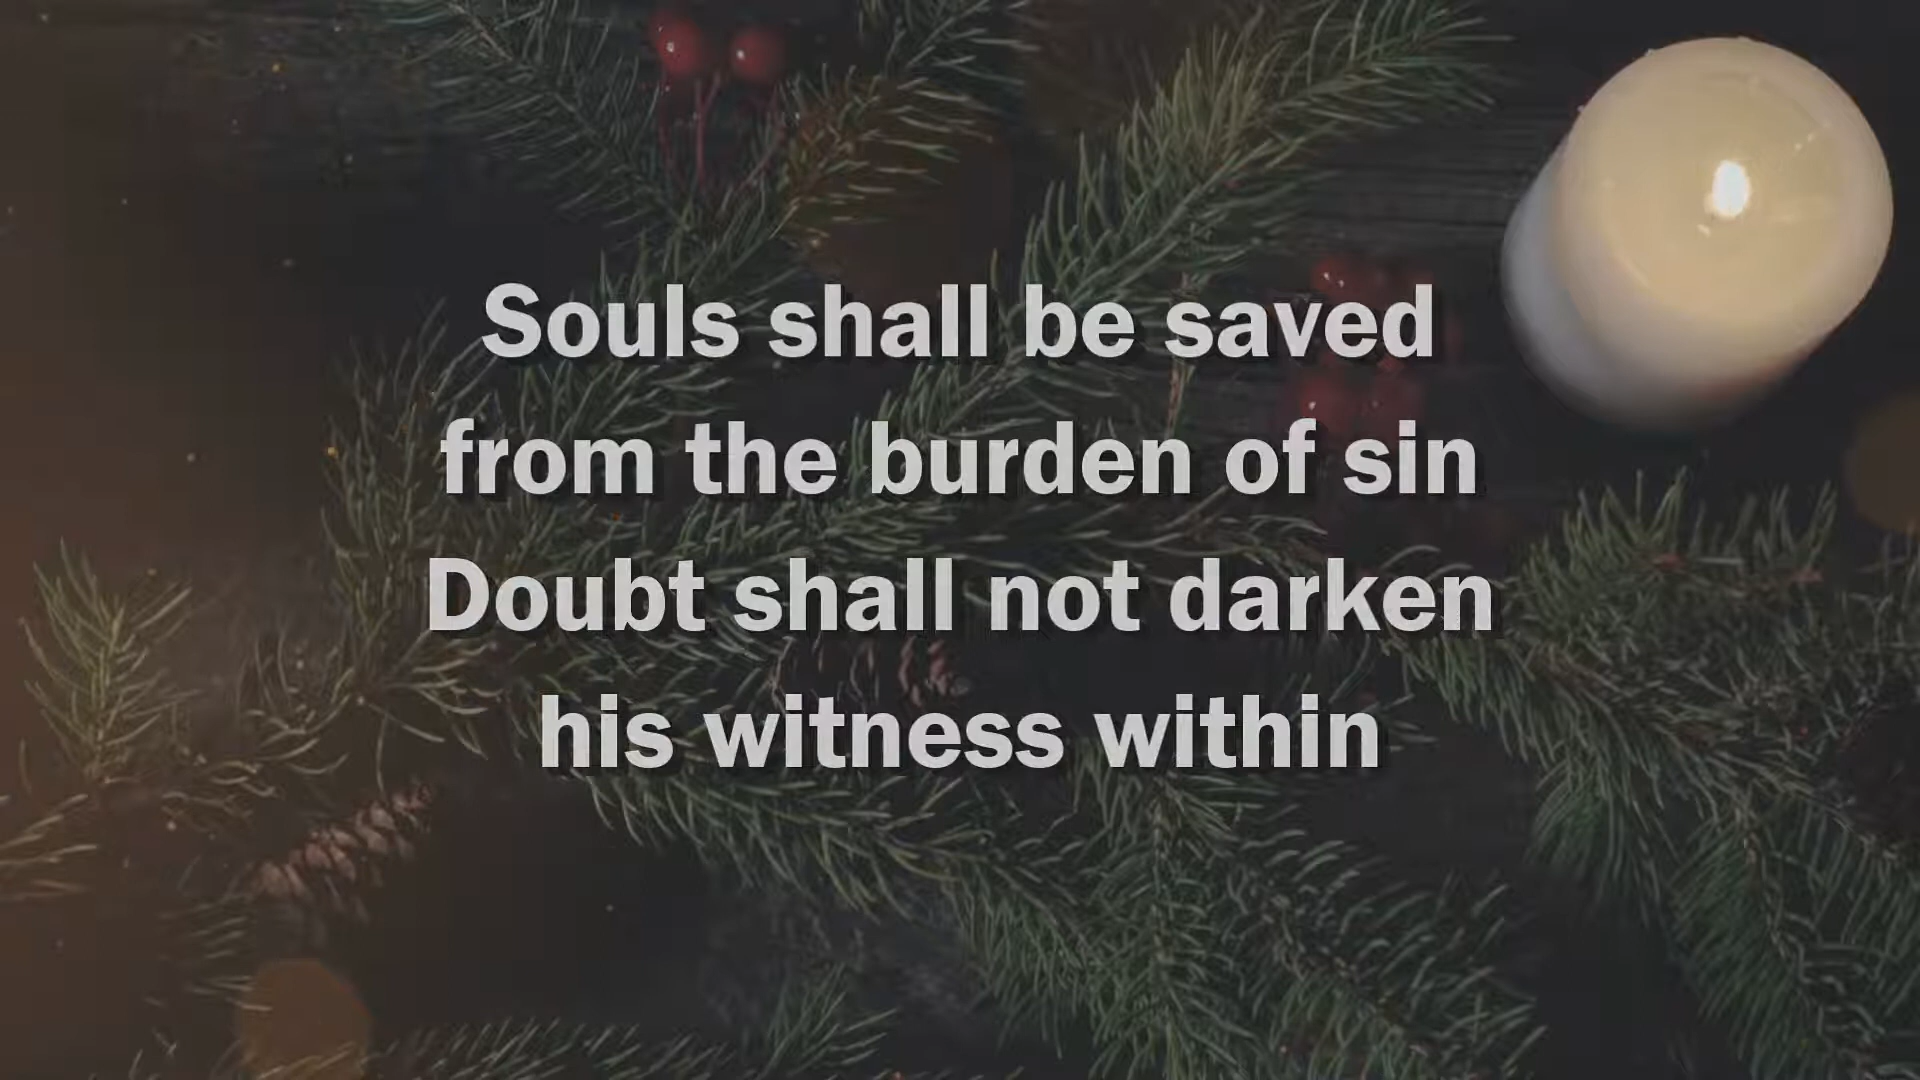 Souls shall be saved
from the burden of sin
Doubt shall not darken
his witness within